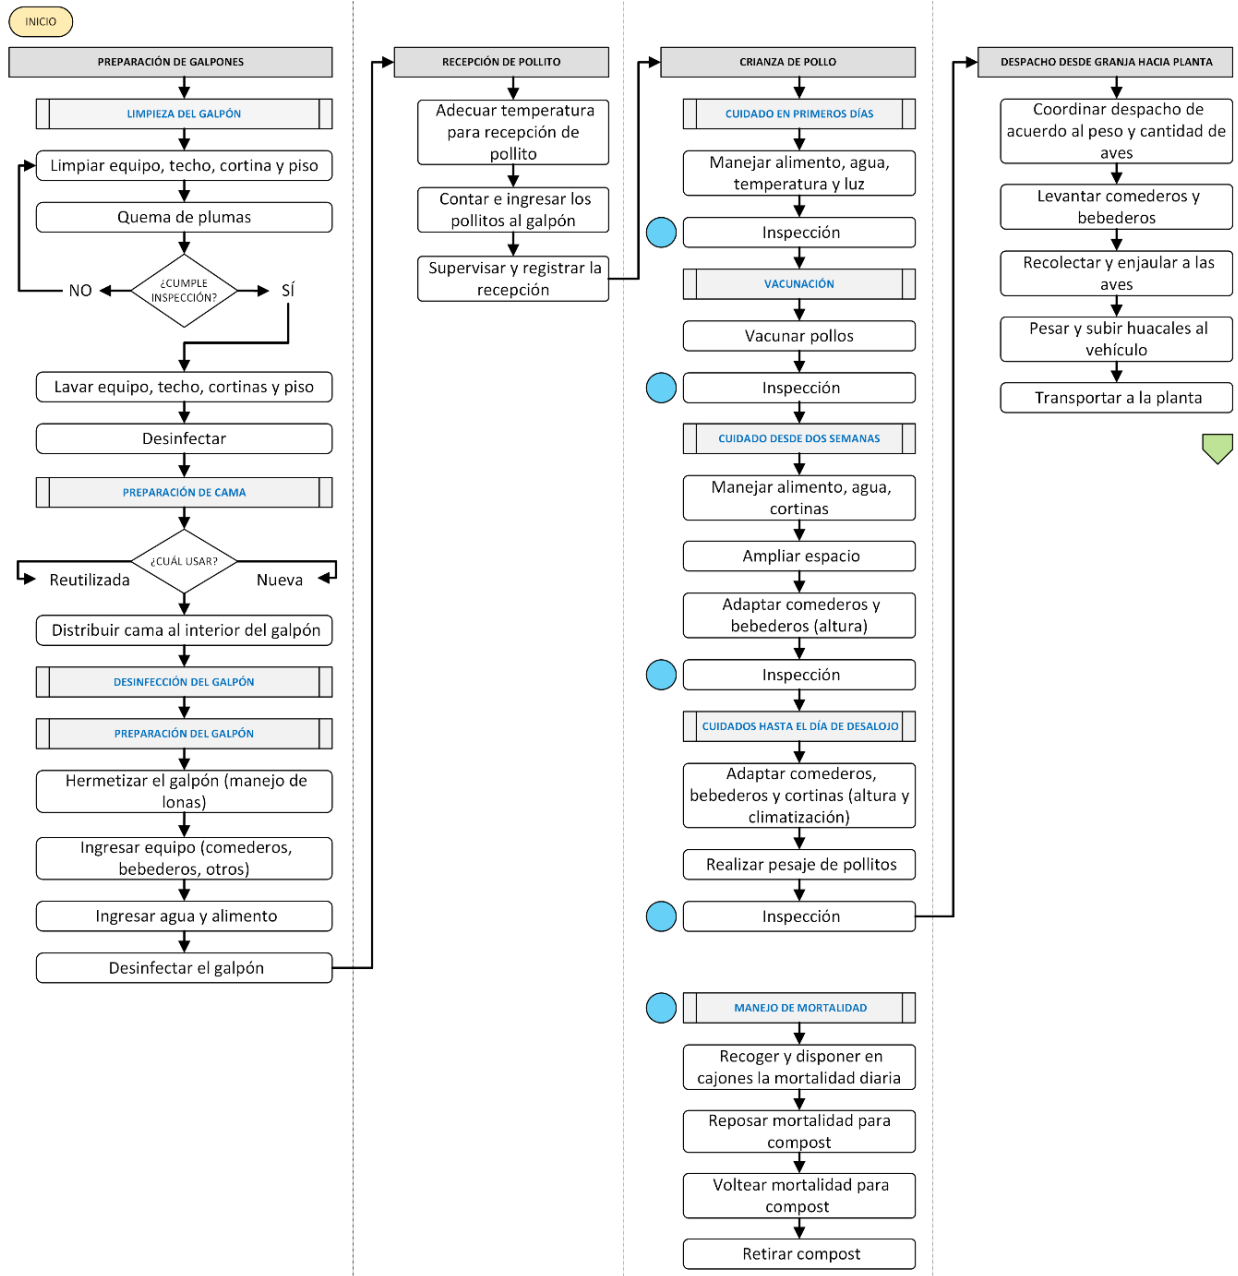 INICIO
PREPARACIÓN DE GALPONES
LIMPIEZA DEL GALPÓN
Limpiar equipo, techo, cortina y piso
Quema de plumas
¿CUMPLE
INSPECCIÓN?
NO
SÍ
Lavar equipo, techo, cortinas y piso
Desinfectar
PREPARACIÓN DE CAMA
¿CUÁL USAR?
Reutilizada
Nueva
Distribuir cama al interior del galpón
DESINFECCIÓN DEL GALPÓN
PREPARACIÓN DEL GALPÓN
Hermetizar el galpón (manejo de
lonas)
Ingresar equipo (comederos,
bebederos, otros)
Ingresar agua y alimento
Desinfectar el galpón
RECEPCIÓN DE POLLITO
Adecuar temperatura
para recepción de
pollito
Contar e ingresar los
pollitos al galpón
Supervisar y registrar la
recepción
CRIANZA DE POLLO
CUIDADO EN PRIMEROS DÍAS
Manejar alimento, agua,
temperatura y luz
Inspección
VACUNACIÓN
Vacunar pollos
Inspección
CUIDADO DESDE DOS SEMANAS
Manejar alimento, agua,
cortinas
Ampliar espacio
Adaptar comederos y
bebederos (altura)
Inspección
CUIDADOS HASTA EL DÍA DE DESALOJO
Adaptar comederos,
bebederos y cortinas (altura y
climatización)
Realizar pesaje de pollitos
Inspección
MANEJO DE MORTALIDAD
Recoger y disponer en
cajones la mortalidad diaria
Reposar mortalidad para
compost
Voltear mortalidad para
compost
Retirar compost
DESPACHO DESDE GRANJA HACIA PLANTA
Coordinar despacho de
acuerdo al peso y cantidad de
aves
Levantar comederos y
bebederos
Recolectar y enjaular a las
aves
Pesar y subir huacales al
vehículo
Transportar a la planta